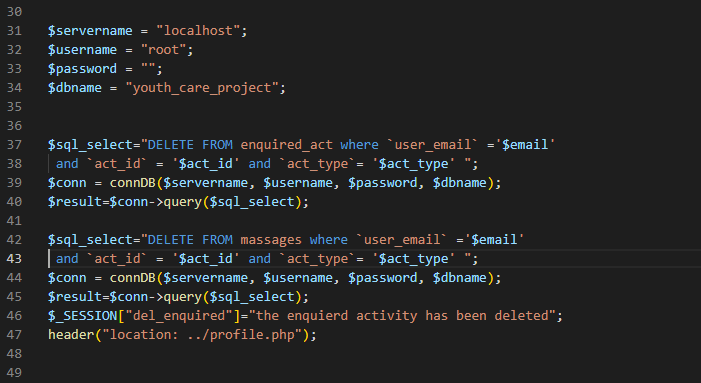 30
31 $servername = "localhost";
32 $username = "root";
33 $password = "";
34 $dbname = "youth_care_project";
35
36
37 $sql_select="DELETE FROM enquired_act where `user_email` ='$email'
38 and `act_id` = '$act_id' and `act_type`= '$act_type' ";
39 $conn = connDB($servername, $username, $password, $dbname);
40 $result=$conn->query($sql_select);
41
42 $sql_select="DELETE FROM massages where `user_email` ='$email'
43 and `act_id` = '$act_id' and `act_type`= '$act_type' ";
44 $conn = connDB($servername, $username, $password, $dbname);
45 $result=$conn->query($sql_select);
46 $_SESSION["del_enquired"]="the enquierd activity has been deleted";
47 header("location: ../profile.php");
48
49